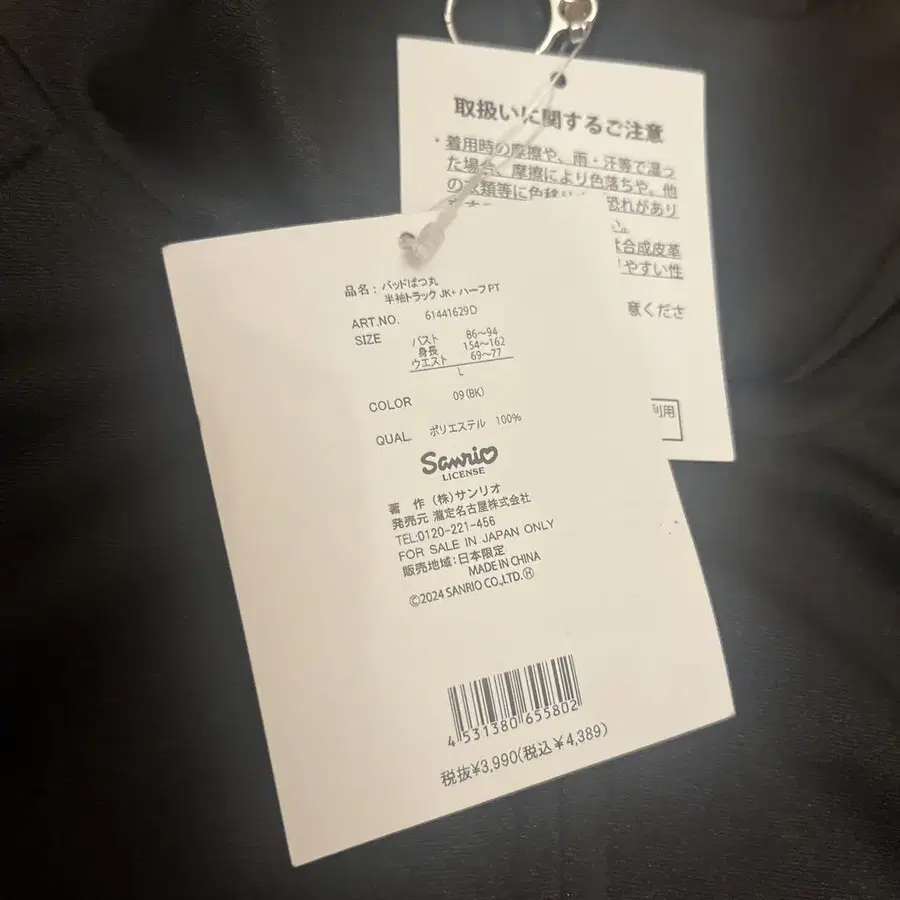 取扱いに関するご注意
・着用時の摩擦や、雨・汗等で湿っ
た場合、摩擦により色落ちや、他
の衣類等に色移り
恐れがあり
合成皮革
やすい性
意くださ
利用
品名：バッドばつ丸
半袖トラック JK+ ハーフPT
ART.NO. 61441629D
SIZE バスト 86～94
身長 154～162
ウエスト 69～77
L
COLOR 09(BK)
QUAL. ポリエステル 100%
Sanrio
LICENSE
著 作 (株)サンリオ
発売元 瀧定名古屋株式会社
TEL:0120-221-456
FOR SALE IN JAPAN ONLY
販売地域:日本限定
MADE IN CHINA
©2024 SANRIO CO.,LTD. Ⓗ
4 531380 655802
税抜¥3,990(税込¥4,389)